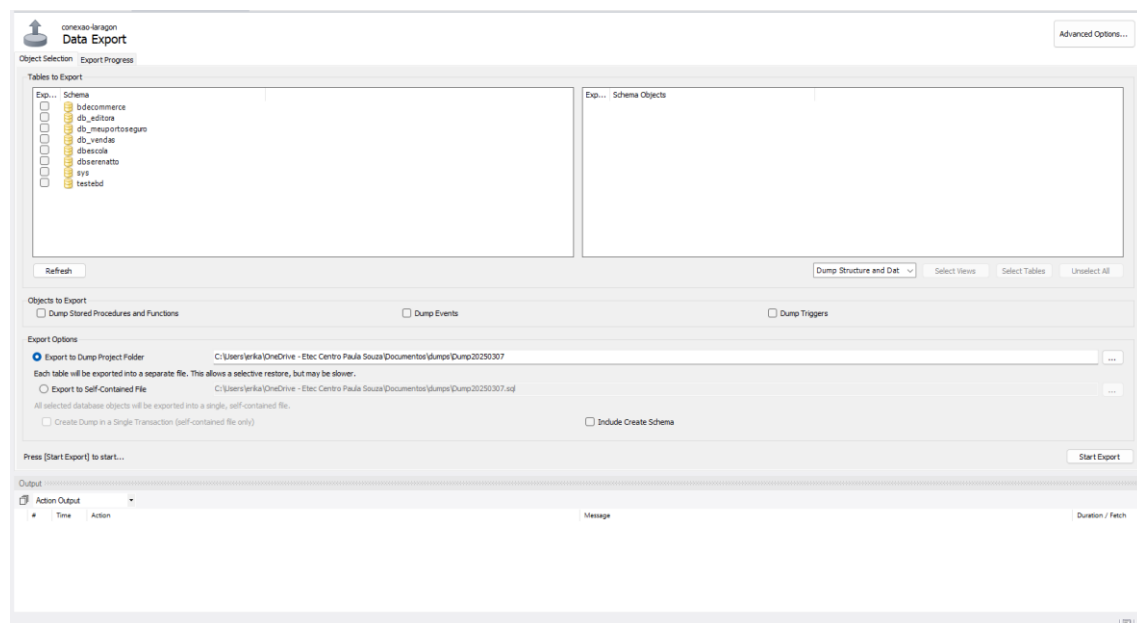 conexao-laragon
Data Export
Advanced Options...
Object Selection Export Progress
Tables to Export
Exp... Schema
bdecommerce
db_editora
db_meuportoseguro
db_vendas
dbescola
dbserenatto
sys
testebd
Exp... Schema Objects
Refresh
Dump Structure and Dat
Select Views
Select Tables
Unselect All
Objects to Export
Dump Stored Procedures and Functions
Dump Events
Dump Triggers
Export Options
Export to Dump Project Folder
C:\Users\erika\OneDrive - Etec Centro Paula Souza\Documentos\dumps\Dump20250307
...
Each table will be exported into a separate file. This allows a selective restore, but may be slower.
Export to Self-Contained File
C:\Users\erika\OneDrive - Etec Centro Paula Souza\Documentos\dumps\Dump20250307.sql
...
All selected database objects will be exported into a single, self-contained file.
Create Dump in a Single Transaction (self-contained file only)
Include Create Schema
Press [Start Export] to start...
Start Export
Output
Action Output
# Time Action Message Duration / Fetch